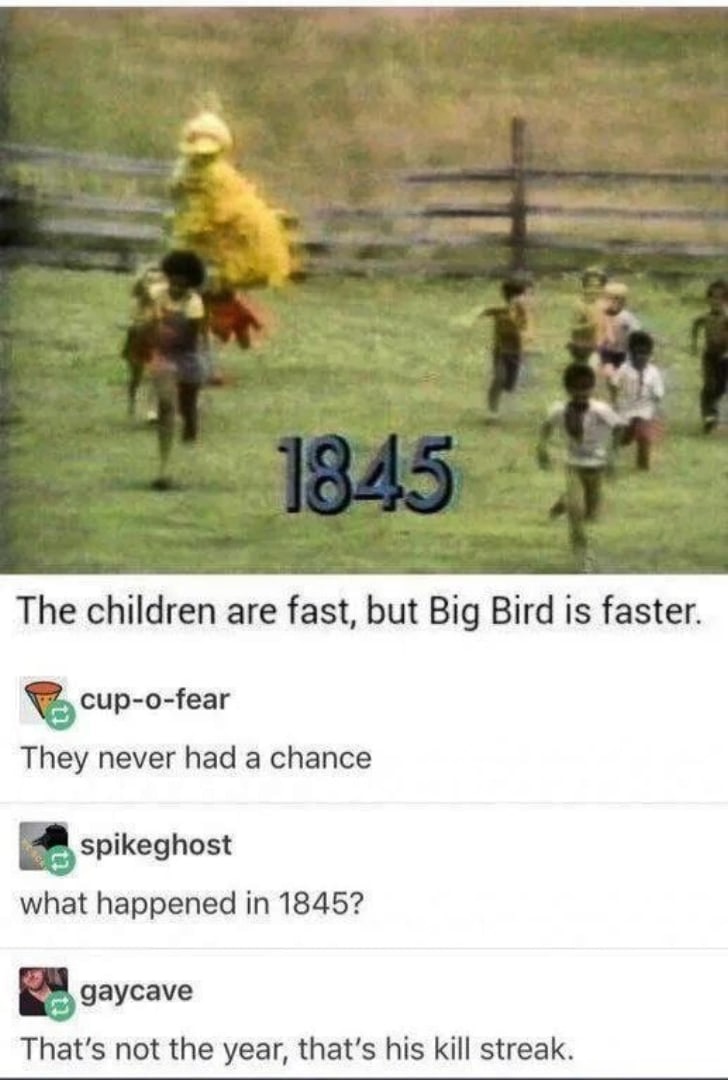 1845
The children are fast, but Big Bird is faster.
cup-o-fear
They never had a chance
spikeghost
what happened in 1845?
gaycave
That's not the year, that's his kill streak.